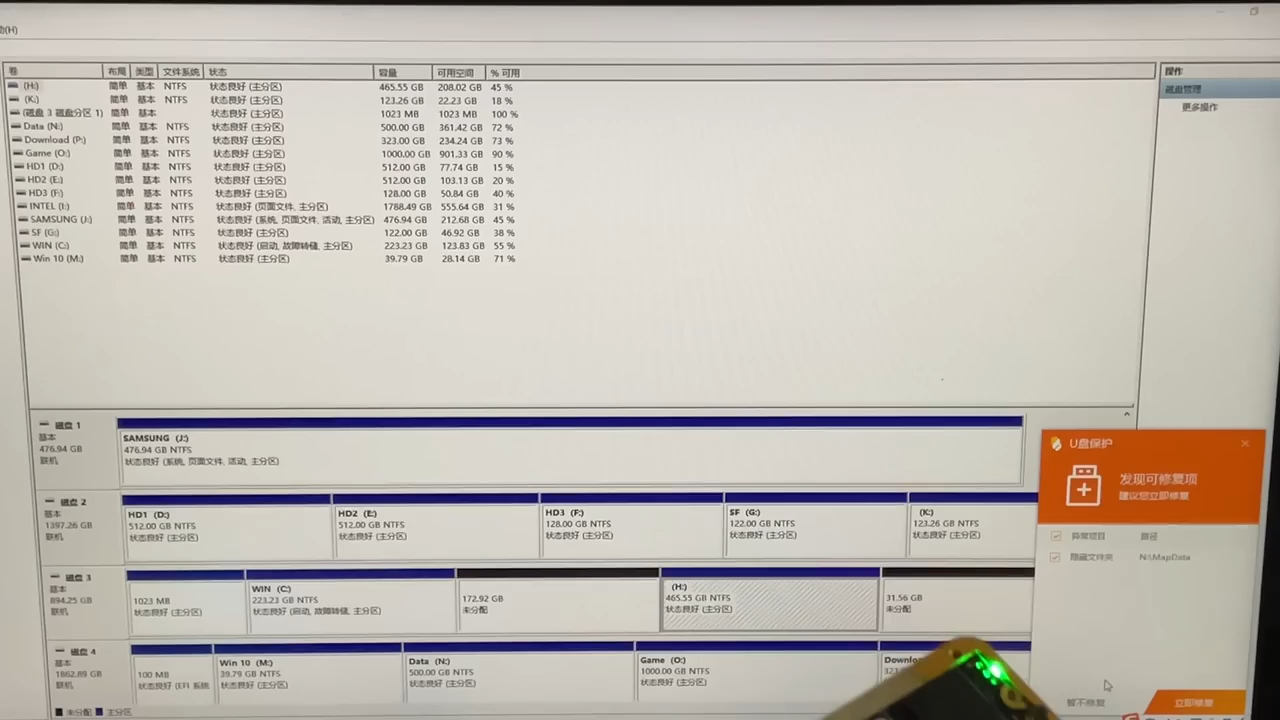 (H)
卷 布局 类型 文件系统 状态 容量 可用空间 % 可用
(H:) 简单 基本 NTFS 状态良好 (主分区) 465.55 GB 208.02 GB 45 %
(K:) 简单 基本 NTFS 状态良好 (主分区) 123.26 GB 22.23 GB 18 %
(磁盘 3 磁盘分区 1) 简单 基本 状态良好 (主分区) 1023 MB 1023 MB 100 %
Data (N:) 简单 基本 NTFS 状态良好 (主分区) 500.00 GB 361.42 GB 72 %
Download (P:) 简单 基本 NTFS 状态良好 (主分区) 323.00 GB 234.24 GB 73 %
Game (O:) 简单 基本 NTFS 状态良好 (主分区) 1000.00 GB 901.33 GB 90 %
HD1 (D:) 简单 基本 NTFS 状态良好 (主分区) 512.00 GB 77.74 GB 15 %
HD2 (E:) 简单 基本 NTFS 状态良好 (主分区) 512.00 GB 103.13 GB 20 %
HD3 (F:) 简单 基本 NTFS 状态良好 (主分区) 128.00 GB 50.84 GB 40 %
INTEL (I:) 简单 基本 NTFS 状态良好 (页面文件, 主分区) 1788.49 GB 555.64 GB 31 %
SAMSUNG (J:) 简单 基本 NTFS 状态良好 (系统, 页面文件, 活动, 主分区) 476.94 GB 212.68 GB 45 %
SF (G:) 简单 基本 NTFS 状态良好 (主分区) 122.00 GB 46.92 GB 38 %
WIN (C:) 简单 基本 NTFS 状态良好 (启动, 故障转储, 主分区) 223.23 GB 123.83 GB 55 %
Win 10 (M:) 简单 基本 NTFS 状态良好 (主分区) 39.79 GB 28.14 GB 71 %
操作
磁盘管理
更多操作
磁盘 1
基本
476.94 GB
联机
SAMSUNG (J:)
476.94 GB NTFS
状态良好 (系统, 页面文件, 活动, 主分区)
磁盘 2
基本
1397.26 GB
联机
HD1 (D:)
512.00 GB NTFS
状态良好 (主分区)
HD2 (E:)
512.00 GB NTFS
状态良好 (主分区)
HD3 (F:)
128.00 GB NTFS
状态良好 (主分区)
SF (G:)
122.00 GB NTFS
状态良好 (主分区)
(K:)
123.26 GB NTFS
状态良好 (主分区)
磁盘 3
基本
894.25 GB
联机
1023 MB
状态良好 (主分区)
WIN (C:)
223.23 GB NTFS
状态良好 (启动, 故障转储, 主分区)
172.92 GB
未分配
(H:)
465.55 GB NTFS
状态良好 (主分区)
31.56 GB
未分配
磁盘 4
基本
1862.89 GB
联机
100 MB
状态良好 (EFI 系统
Win 10 (M:)
39.79 GB NTFS
状态良好 (主分区)
Data (N:)
500.00 GB NTFS
状态良好 (主分区)
Game (O:)
1000.00 GB NTFS
状态良好 (主分区)
Downlo
未分配 主分区
U盘保护
发现可修复项
建议您立即修复
异常项目 路径
隐藏文件夹 N:\MapData
暂不修复 立即修复